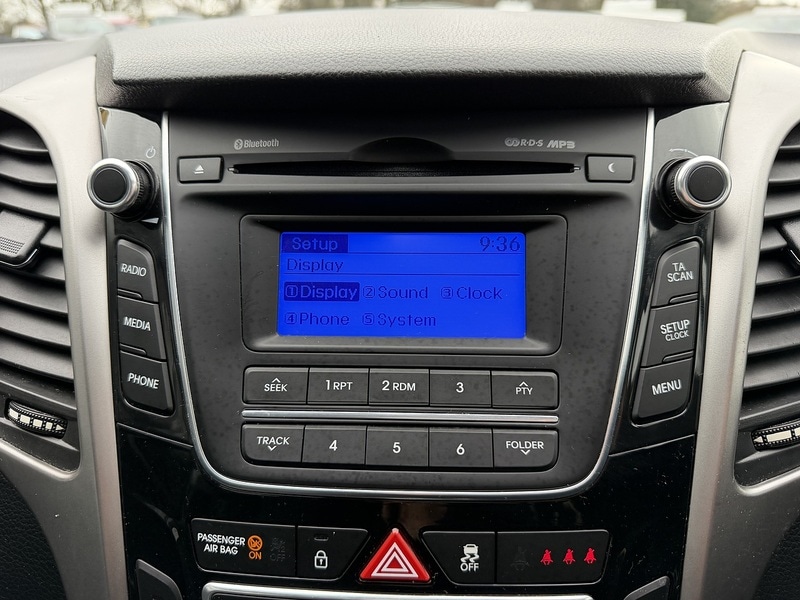 Bluetooth
R·D·S MP3
Setup 9:36
Display
1 Display 2 Sound 3 Clock
4 Phone 5 System
RADIO
MEDIA
PHONE
TA
SCAN
SETUP
CLOCK
MENU
SEEK 1 RPT 2 RDM 3 PTY
TRACK 4 5 6 FOLDER
PASSENGER
AIR BAG ON
OFF